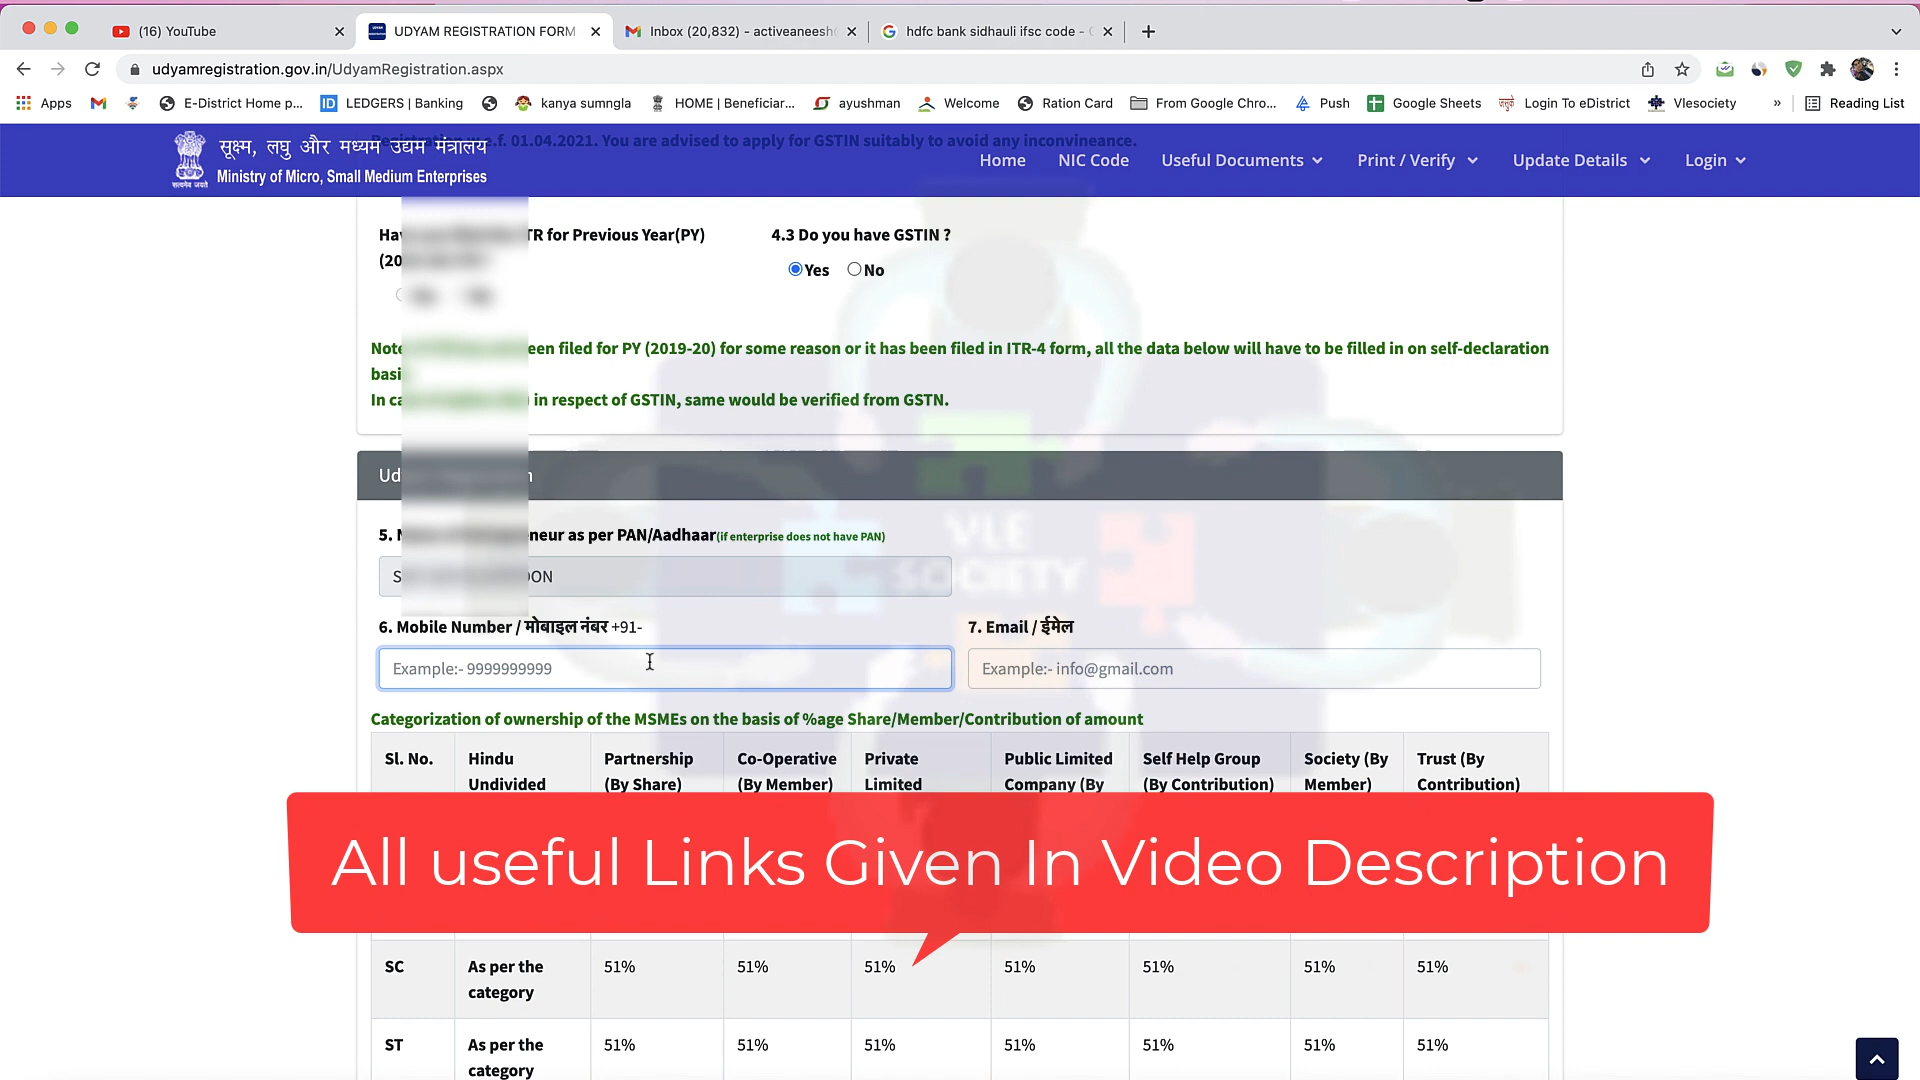 (16) YouTube
UDYAM REGISTRATION FORM
Inbox (20,832) - activeaneesh
hdfc bank sidhauli ifsc code -
udyamregistration.gov.in/UdyamRegistration.aspx
Apps
E-District Home p...
LEDGERS | Banking
kanya sumngla
HOME | Beneficiar...
ayushman
Welcome
Ration Card
From Google Chro...
Push
Google Sheets
Login To eDistrict
Vlesociety
»
Reading List
e.f. 01.04.2021. You are advised to apply for GSTIN suitably to avoid any inconvineance.
सूक्ष्म, लघु और मध्यम उद्यम मंत्रालय
Ministry of Micro, Small Medium Enterprises
सत्यमेव जयते
Home
NIC Code
Useful Documents
Print / Verify
Update Details
Login
TR for Previous Year(PY)
4.3 Do you have GSTIN ?
(20
Yes No
Note een filed for PY (2019-20) for some reason or it has been filed in ITR-4 form, all the data below will have to be filled in on self-declaration
basi
In ca in respect of GSTIN, same would be verified from GSTN.
5. neur as per PAN/Aadhaar(if enterprise does not have PAN)
VLE
SOCIETY
6. Mobile Number / मोबाइल नंबर +91-
7. Email / ईमेल
Example:- 9999999999
Example:- info@gmail.com
Categorization of ownership of the MSMEs on the basis of %age Share/Member/Contribution of amount
Sl. No. Hindu Undivided Partnership (By Share) Co-Operative (By Member) Private Limited Public Limited Company (By Self Help Group (By Contribution) Society (By Member) Trust (By Contribution)
All useful Links Given In Video Description
SC As per the category 51% 51% 51% 51% 51% 51% 51%
ST As per the category 51% 51% 51% 51% 51% 51% 51%